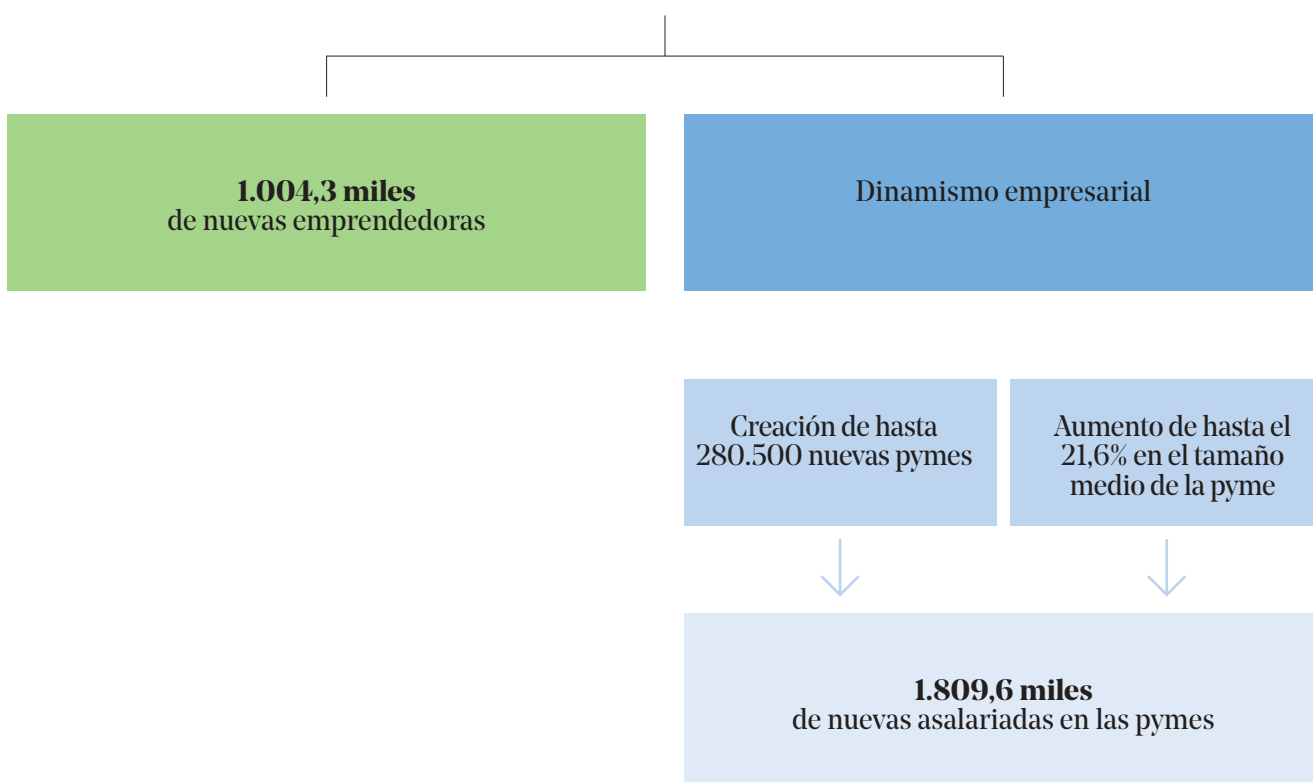 1.004,3 miles
de nuevas emprendedoras
Dinamismo empresarial
Creación de hasta
280.500 nuevas pymes
Aumento de hasta el
21,6% en el tamaño
medio de la pyme
1.809,6 miles
de nuevas asalariadas en las pymes